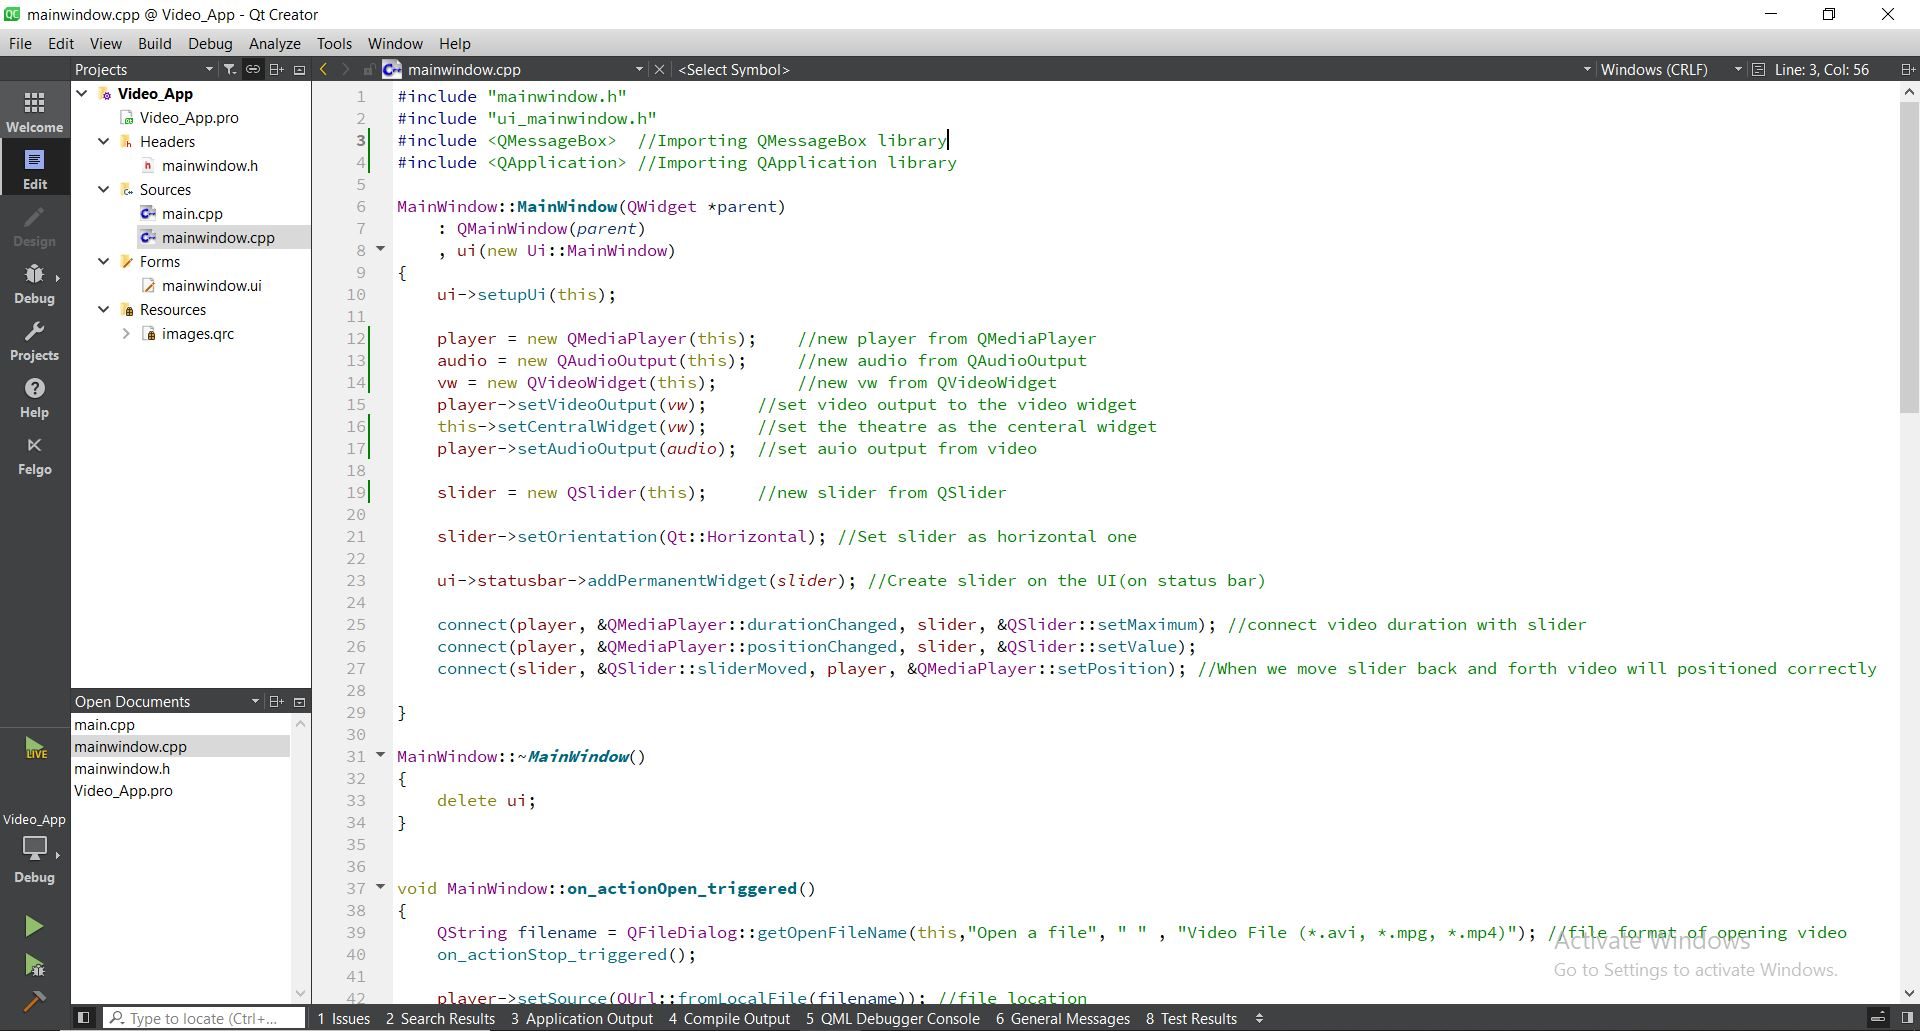 mainwindow.cpp @ Video_App - Qt Creator
File Edit View Build Debug Analyze Tools Window Help
Projects
mainwindow.cpp
<Select Symbol>
Windows (CRLF)
Line: 3, Col: 56
Welcome
Edit
Design
Debug
Projects
Help
Felgo
LIVE
Video_App
Debug
Video_App
Video_App.pro
Headers
mainwindow.h
Sources
main.cpp
mainwindow.cpp
Forms
mainwindow.ui
Resources
images.qrc
Open Documents
main.cpp
mainwindow.cpp
mainwindow.h
Video_App.pro
1 #include "mainwindow.h"
2 #include "ui_mainwindow.h"
3 #include <QMessageBox>  //Importing QMessageBox library
4 #include <QApplication> //Importing QApplication library
5
6 MainWindow::MainWindow(QWidget *parent)
7     : QMainWindow(parent)
8     , ui(new Ui::MainWindow)
9 {
10     ui->setupUi(this);
11
12     player = new QMediaPlayer(this);    //new player from QMediaPlayer
13     audio = new QAudioOutput(this);     //new audio from QAudioOutput
14     vw = new QVideoWidget(this);        //new vw from QVideoWidget
15     player->setVideoOutput(vw);     //set video output to the video widget
16     this->setCentralWidget(vw);     //set the theatre as the centeral widget
17     player->setAudioOutput(audio);  //set auio output from video
18
19     slider = new QSlider(this);     //new slider from QSlider
20
21     slider->setOrientation(Qt::Horizontal); //Set slider as horizontal one
22
23     ui->statusbar->addPermanentWidget(slider); //Create slider on the UI(on status bar)
24
25     connect(player, &QMediaPlayer::durationChanged, slider, &QSlider::setMaximum); //connect video duration with slider
26     connect(player, &QMediaPlayer::positionChanged, slider, &QSlider::setValue);
27     connect(slider, &QSlider::sliderMoved, player, &QMediaPlayer::setPosition); //When we move slider back and forth video will positioned correctly
28
29 }
30
31 MainWindow::~MainWindow()
32 {
33     delete ui;
34 }
35
36
37 void MainWindow::on_actionOpen_triggered()
38 {
39     QString filename = QFileDialog::getOpenFileName(this,"Open a file", " " , "Video File (*.avi, *.mpg, *.mp4)"); //file format of opening video
40     on_actionStop_triggered();
41
42     player->setSource(QUrl::fromLocalFile(filename)); //file location
Activate Windows
Go to Settings to activate Windows.
Type to locate (Ctrl+...
1 Issues 2 Search Results 3 Application Output 4 Compile Output 5 QML Debugger Console 6 General Messages 8 Test Results